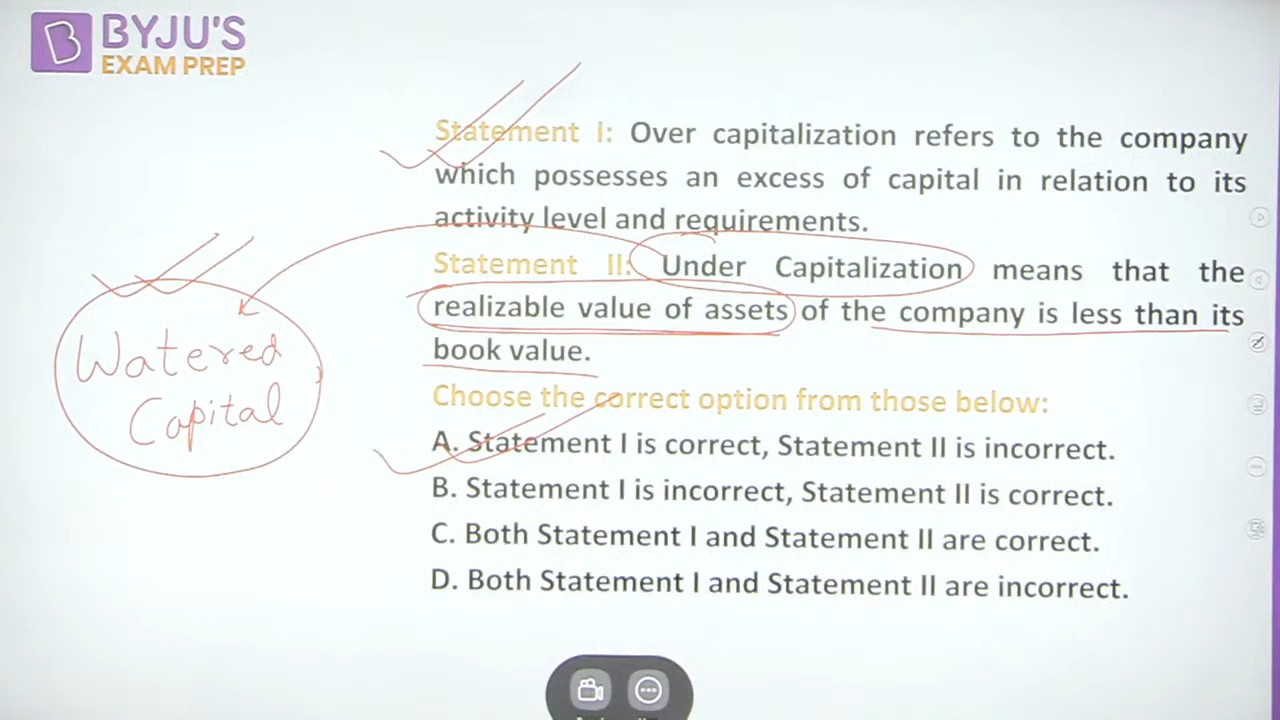 BYJU'S
EXAM PREP
Statement I: Over capitalization refers to the company
which possesses an excess of capital in relation to its
activity level and requirements.
Statement II: Under Capitalization means that the
realizable value of assets of the company is less than its
book value.
Watered
Capital
Choose the correct option from those below:
A. Statement I is correct, Statement II is incorrect.
B. Statement I is incorrect, Statement II is correct.
C. Both Statement I and Statement II are correct.
D. Both Statement I and Statement II are incorrect.